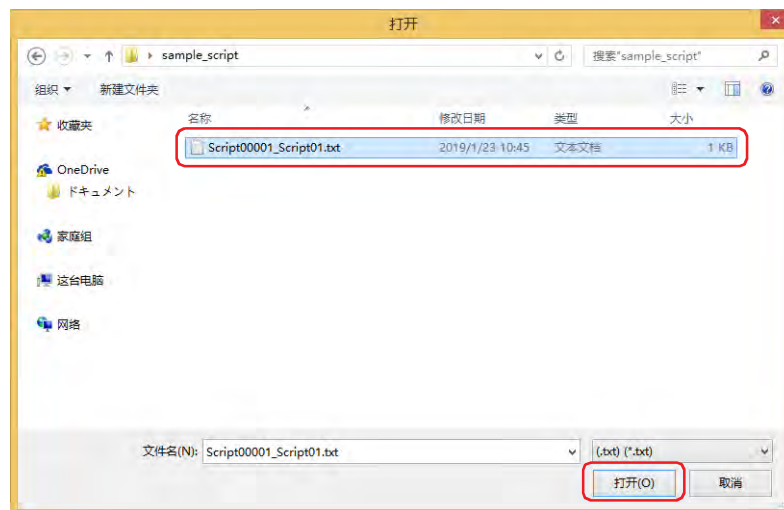 打开
sample_script
搜索"sample_script"
组织
新建文件夹
名称 修改日期 类型 大小
Script00001_Script01.txt 2019/1/23 10:45 文本文档 1 KB
收藏夹
OneDrive
ドキュメント
家庭组
这台电脑
网络
文件名(N): Script00001_Script01.txt (.txt) (*.txt)
打开(O) 取消